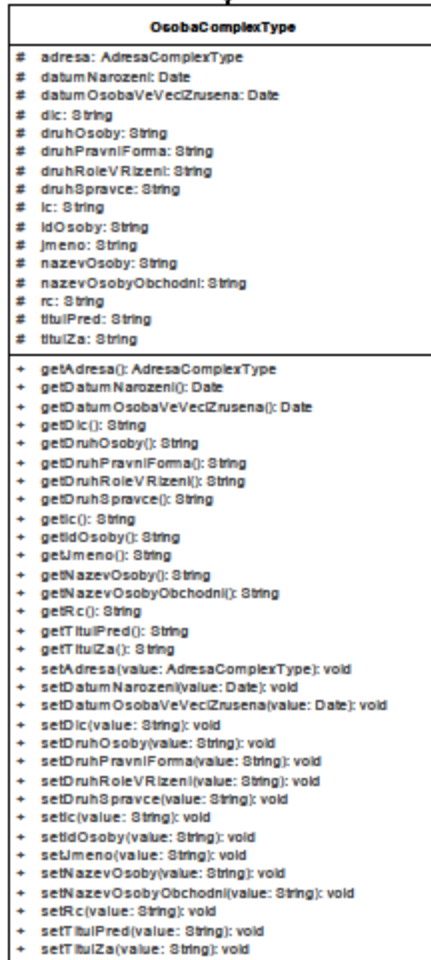 OsobaComplexType
# adresa: AdresaComplexType
# datumNarozeni: Date
# datumOsobaVeVeciZrusena: Date
# dic: String
# druhOsoby: String
# druhPravniForma: String
# druhRoleVRizeni: String
# druhSpravce: String
# ic: String
# idOsoby: String
# jmeno: String
# nazevOsoby: String
# nazevOsobyObchodni: String
# rc: String
# titulPred: String
# titulZa: String
+ getAdresa(): AdresaComplexType
+ getDatumNarozeni(): Date
+ getDatumOsobaVeVeciZrusena(): Date
+ getDic(): String
+ getDruhOsoby(): String
+ getDruhPravniForma(): String
+ getDruhRoleVRizeni(): String
+ getDruhSpravce(): String
+ getIc(): String
+ getIdOsoby(): String
+ getJmeno(): String
+ getNazevOsoby(): String
+ getNazevOsobyObchodni(): String
+ getRc(): String
+ getTitulPred(): String
+ getTitulZa(): String
+ setAdresa(value: AdresaComplexType): void
+ setDatumNarozeni(value: Date): void
+ setDatumOsobaVeVeciZrusena(value: Date): void
+ setDic(value: String): void
+ setDruhOsoby(value: String): void
+ setDruhPravniForma(value: String): void
+ setDruhRoleVRizeni(value: String): void
+ setDruhSpravce(value: String): void
+ setIc(value: String): void
+ setIdOsoby(value: String): void
+ setJmeno(value: String): void
+ setNazevOsoby(value: String): void
+ setNazevOsobyObchodni(value: String): void
+ setRc(value: String): void
+ setTitulPred(value: String): void
+ setTitulZa(value: String): void